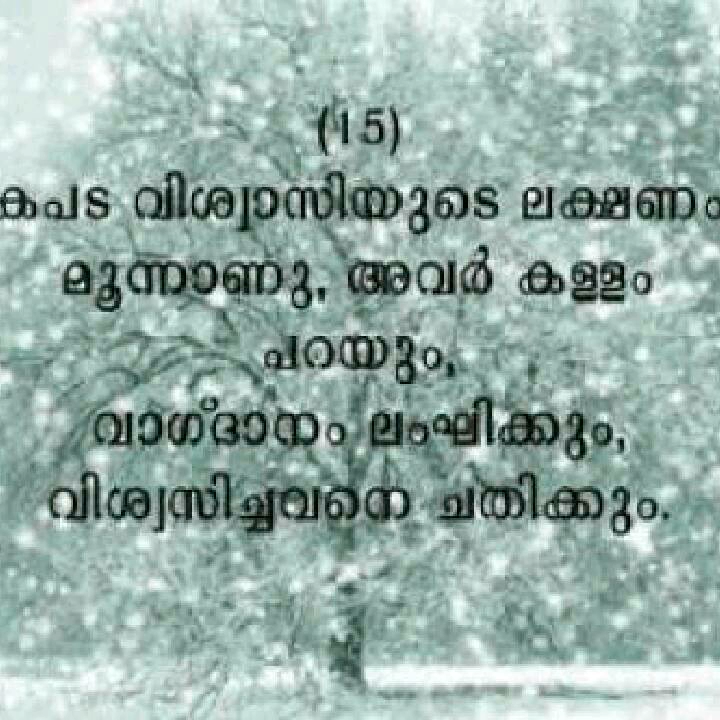 (15)
കപട വിശ്വാസിയുടെ ലക്ഷണം
മൂന്നാണു, അവർ കള്ളം
പറയും,
വാഗ്ദാനം ലംഘിക്കും,
വിശ്വസിച്ചവനെ ചതിക്കും.